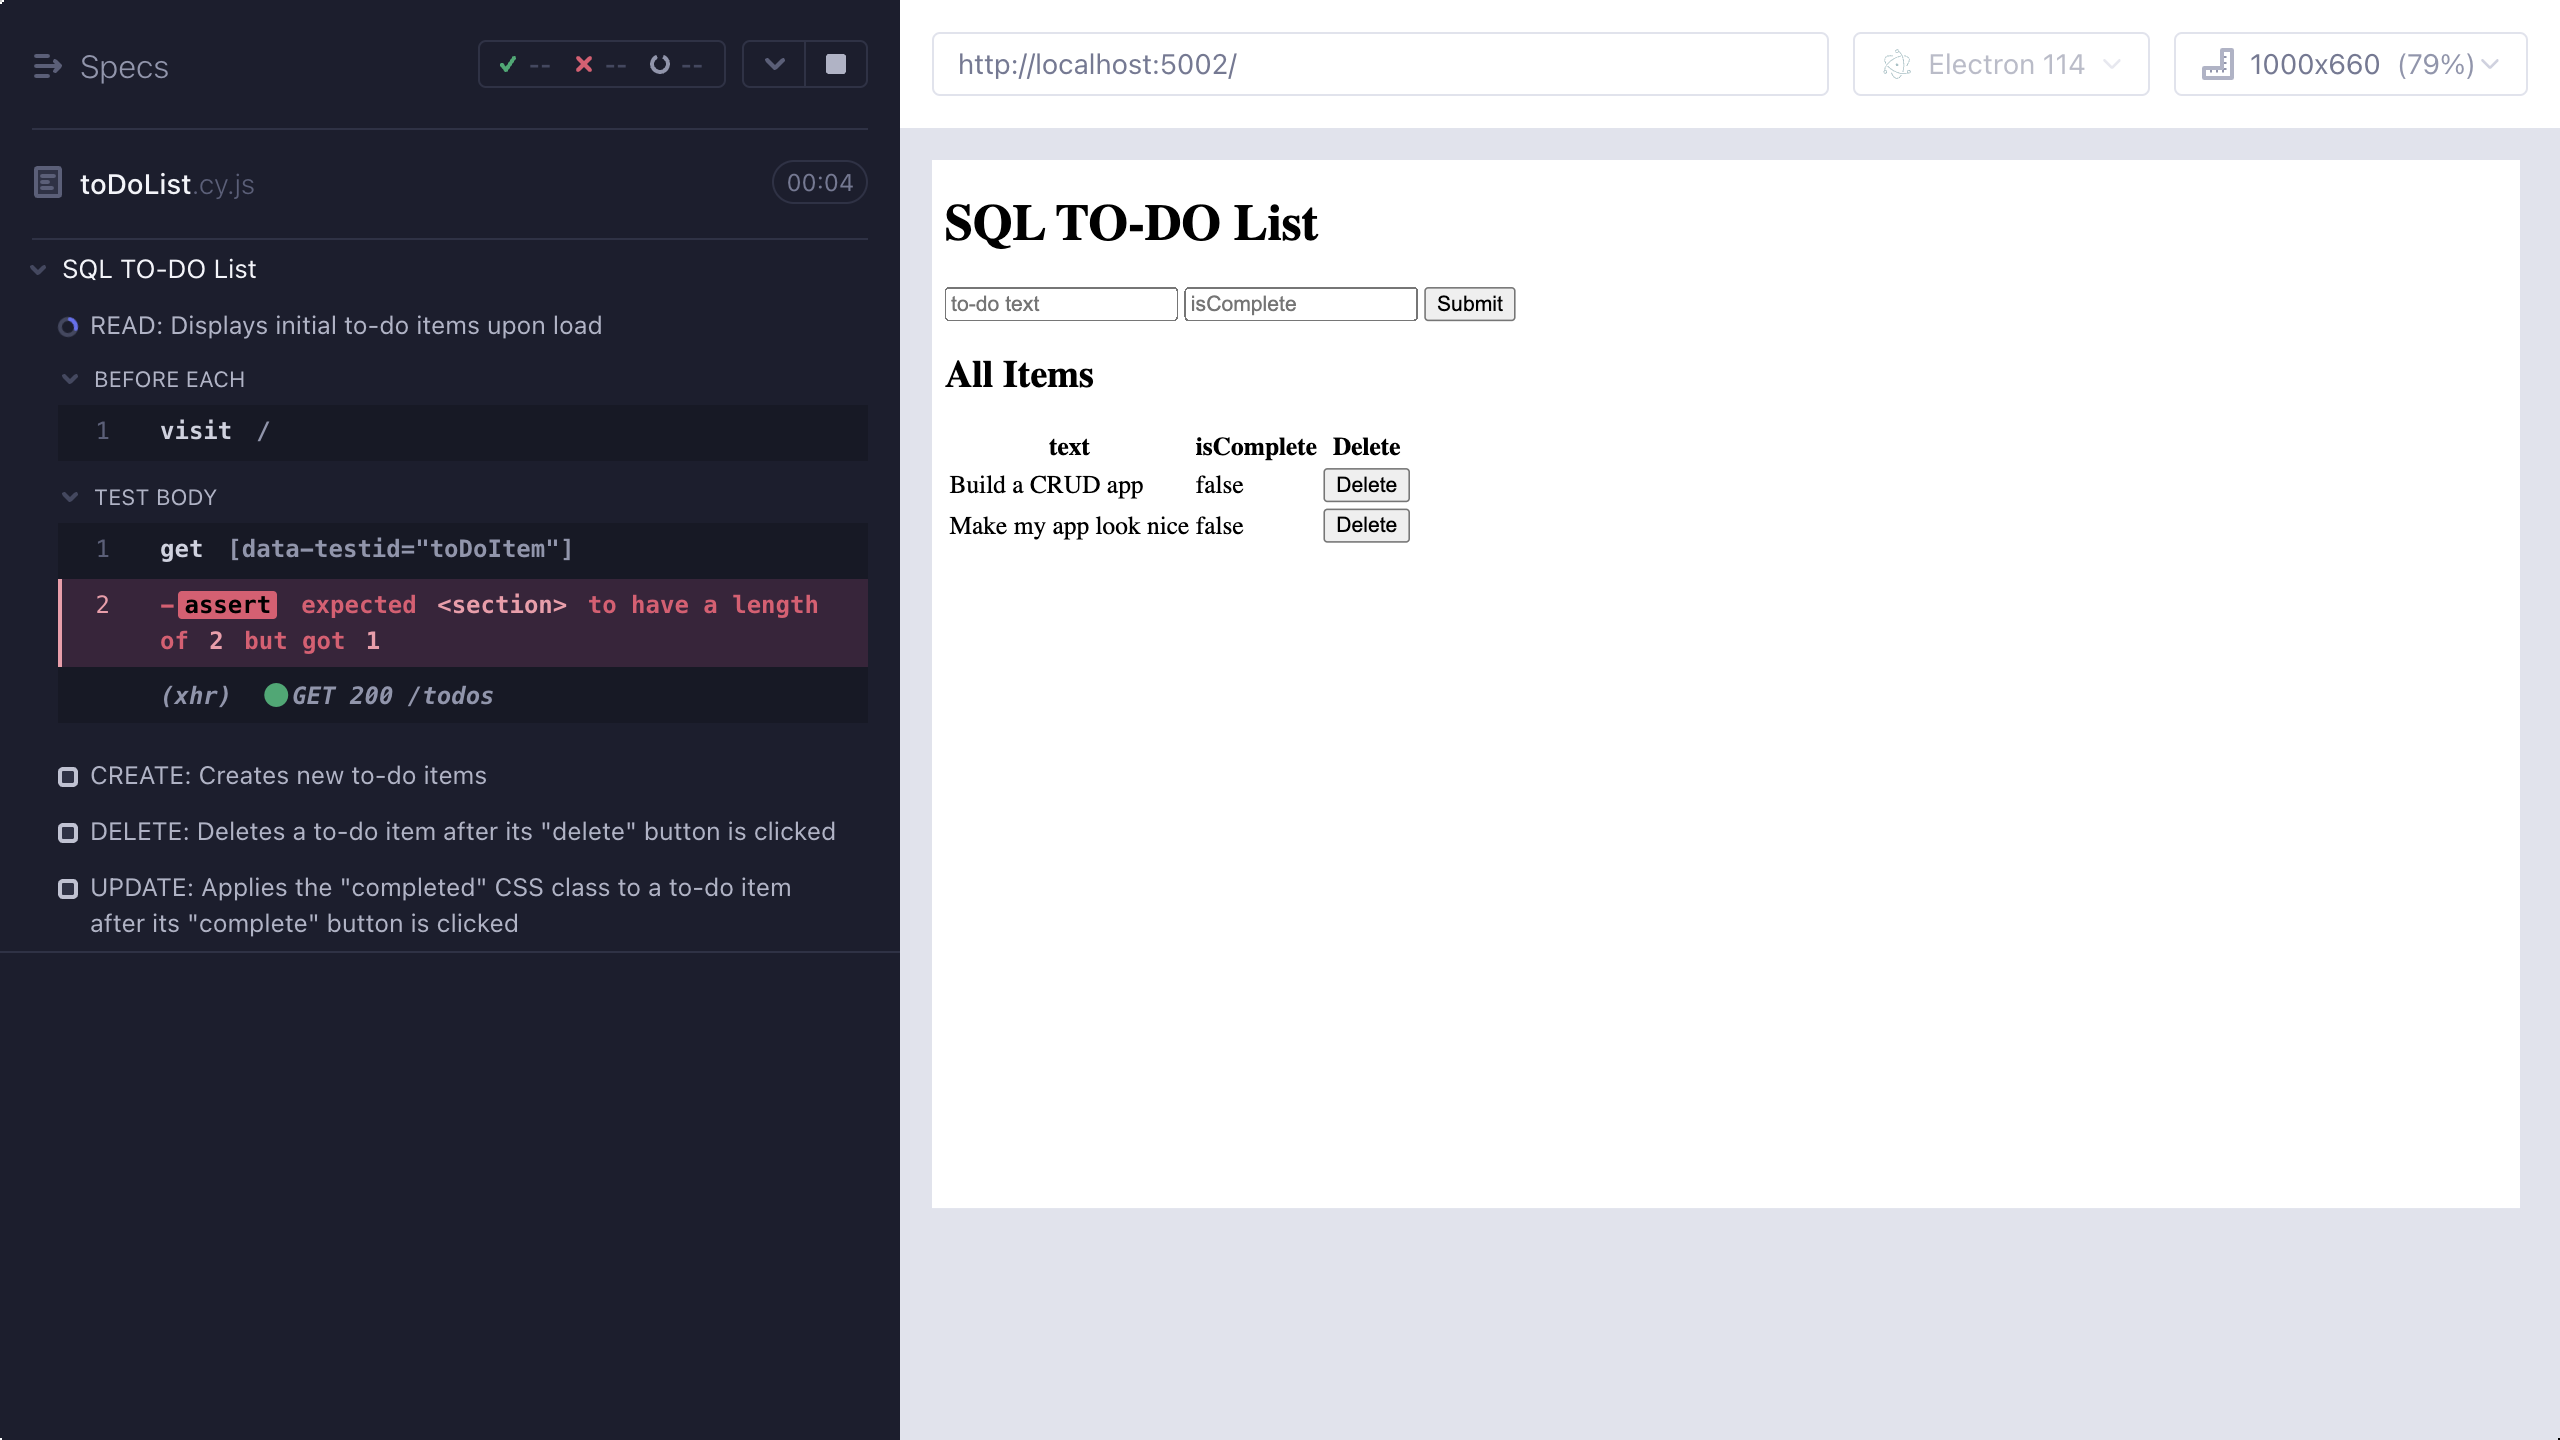 Specs
--
--
--
toDoList.cy.js
00:04
SQL TO-DO List
READ: Displays initial to-do items upon load
BEFORE EACH
1 visit /
TEST BODY
1 get [data-testid="toDoItem"]
2 -assert expected <section> to have a length
of 2 but got 1
(xhr) GET 200 /todos
CREATE: Creates new to-do items
DELETE: Deletes a to-do item after its "delete" button is clicked
UPDATE: Applies the "completed" CSS class to a to-do item
after its "complete" button is clicked
http://localhost:5002/
Electron 114
1000x660 (79%)
SQL TO-DO List
to-do text isComplete Submit
All Items
text isComplete Delete
Build a CRUD app false Delete
Make my app look nice false Delete